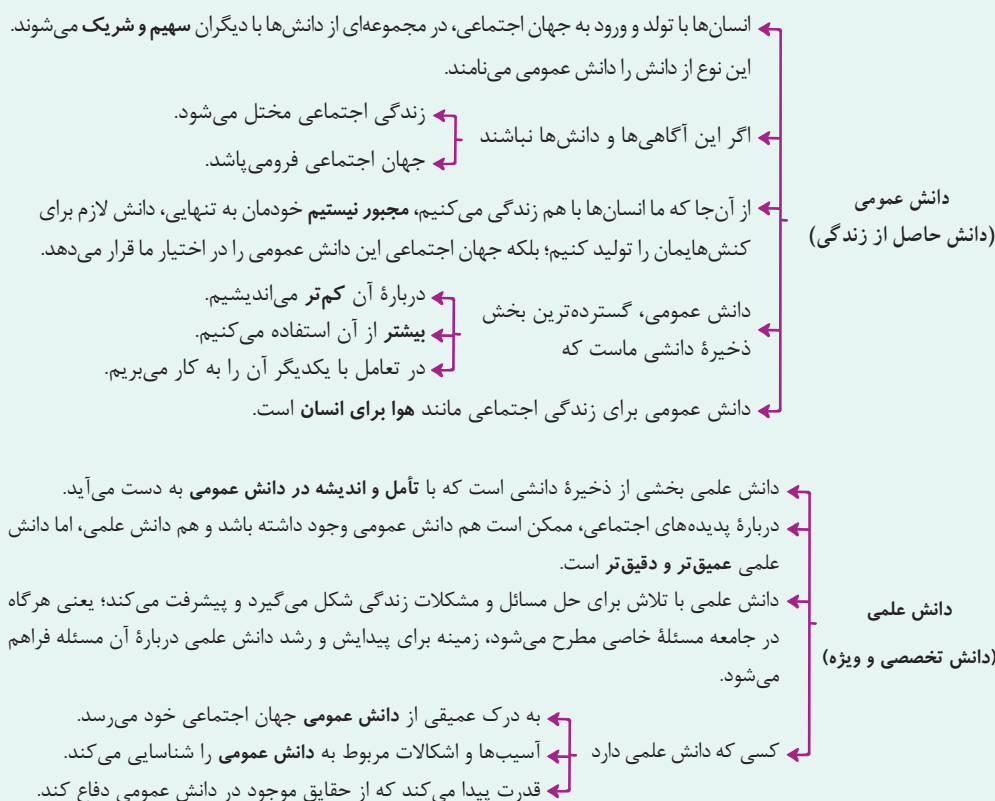 انسان‌ها با تولد و ورود به جهان اجتماعی، در مجموعه‌ای از دانش‌ها با دیگران سهیم و شریک می‌شوند.
این نوع از دانش را دانش عمومی می‌نامند.
اگر این آگاهی‌ها و دانش‌ها نباشند
زندگی اجتماعی مختل می‌شود.
جهان اجتماعی فرومی‌پاشد.
دانش عمومی
(دانش حاصل از زندگی)
از آن‌جا که ما انسان‌ها با هم زندگی می‌کنیم، مجبور نیستیم خودمان به تنهایی، دانش لازم برای
کنش‌هایمان را تولید کنیم؛ بلکه جهان اجتماعی این دانش عمومی را در اختیار ما قرار می‌دهد.
دانش عمومی، گسترده‌ترین بخش
ذخیرهٔ دانشی ماست که
دربارهٔ آن کم‌تر می‌اندیشیم.
بیشتر از آن استفاده می‌کنیم.
در تعامل با یکدیگر آن را به کار می‌بریم.
دانش عمومی برای زندگی اجتماعی مانند هوا برای انسان است.
دانش علمی بخشی از ذخیرهٔ دانشی است که با تأمل و اندیشه در دانش عمومی به دست می‌آید.
دربارهٔ پدیده‌های اجتماعی، ممکن است هم دانش عمومی وجود داشته باشد و هم دانش علمی، اما دانش
علمی عمیق‌تر و دقیق‌تر است.
دانش علمی
(دانش تخصصی و ویژه)
دانش علمی با تلاش برای حل مسائل و مشکلات زندگی شکل می‌گیرد و پیشرفت می‌کند؛ یعنی هرگاه
در جامعه مسئلهٔ خاصی مطرح می‌شود، زمینه برای پیدایش و رشد دانش علمی دربارهٔ آن مسئله فراهم
می‌شود.
کسی که دانش علمی دارد
به درک عمیقی از دانش عمومی جهان اجتماعی خود می‌رسد.
آسیب‌ها و اشکالات مربوط به دانش عمومی را شناسایی می‌کند.
قدرت پیدا می‌کند که از حقایق موجود در دانش عمومی دفاع کند.